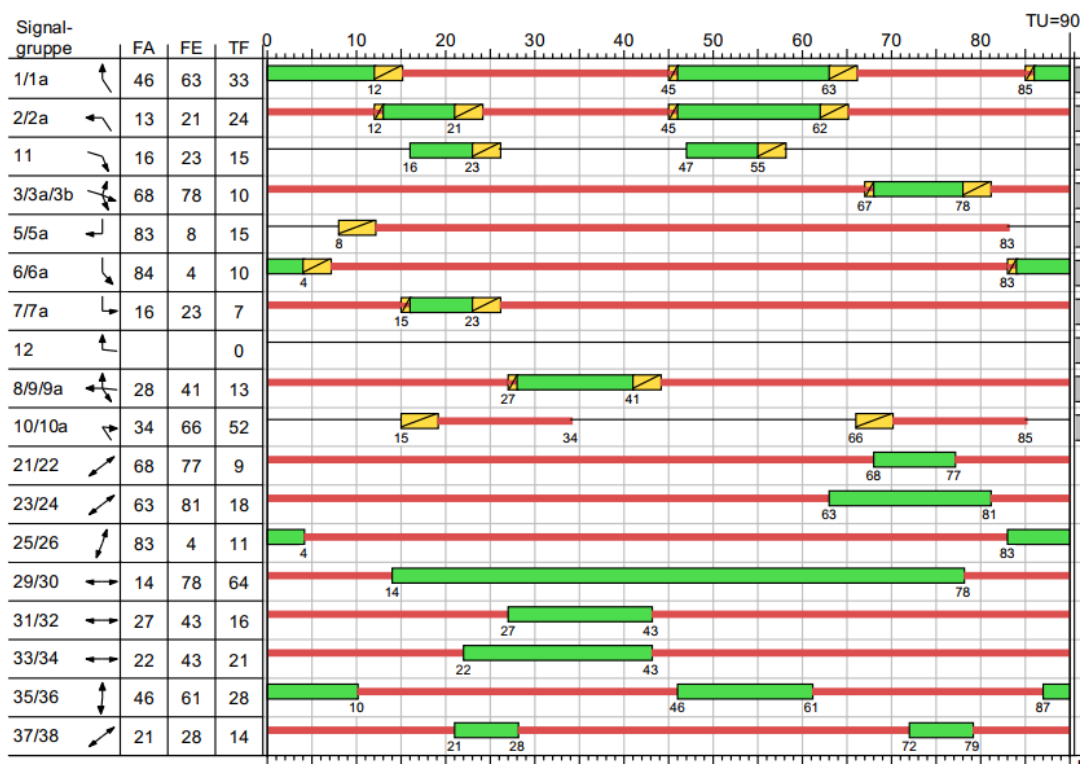 TU=90
Signal-
gruppe FA FE TF 0 10 20 30 40 50 60 70 80
1/1a 46 63 33
12 45 63 85
2/2a 13 21 24
12 21 45 62
11 16 23 15
16 23 47 55
3/3a/3b 68 78 10
67 78
5/5a 83 8 15
8 83
6/6a 84 4 10
4 83
7/7a 16 23 7
15 23
12 0
8/9/9a 28 41 13
27 41
10/10a 34 66 52
15 34 66 85
21/22 68 77 9
68 77
23/24 63 81 18
63 81
25/26 83 4 11
4 83
29/30 14 78 64
14 78
31/32 27 43 16
27 43
33/34 22 43 21
22 43
35/36 46 61 28
10 46 61 87
37/38 21 28 14
21 28 72 79